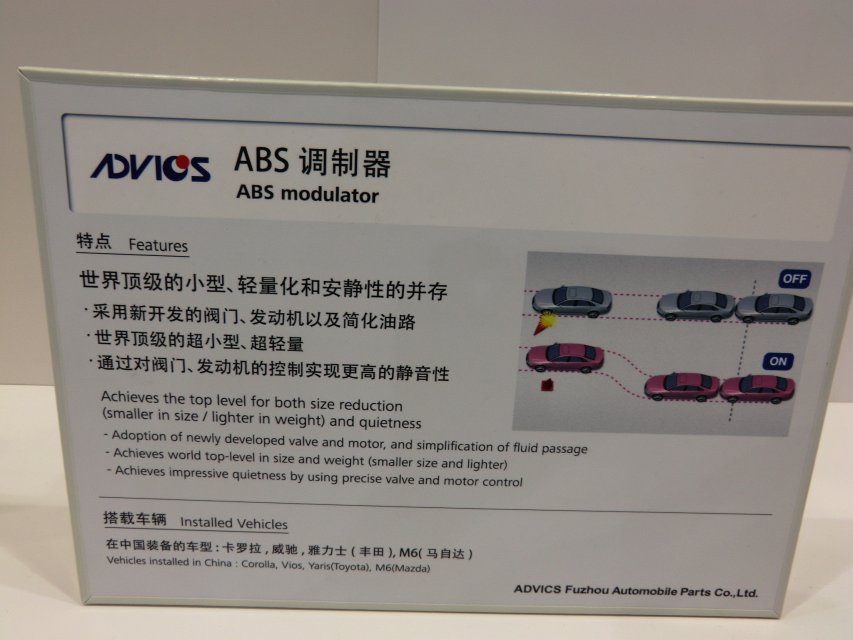 ADVICS ABS 调制器
ABS modulator
特点 Features
世界顶级的小型、轻量化和安静性的并存
·采用新开发的阀门、发动机以及简化油路
·世界顶级的超小型、超轻量
·通过对阀门、发动机的控制实现更高的静音性
Achieves the top level for both size reduction
(smaller in size / lighter in weight) and quietness
- Adoption of newly developed valve and motor, and simplification of fluid passage
- Achieves world top-level in size and weight (smaller size and lighter)
- Achieves impressive quietness by using precise valve and motor control
OFF
ON
搭载车辆 Installed Vehicles
在中国装备的车型:卡罗拉,威驰,雅力士(丰田),M6(马自达)
Vehicles installed in China : Corolla, Vios, Yaris(Toyota), M6(Mazda)
ADVICS Fuzhou Automobile Parts Co.,Ltd.